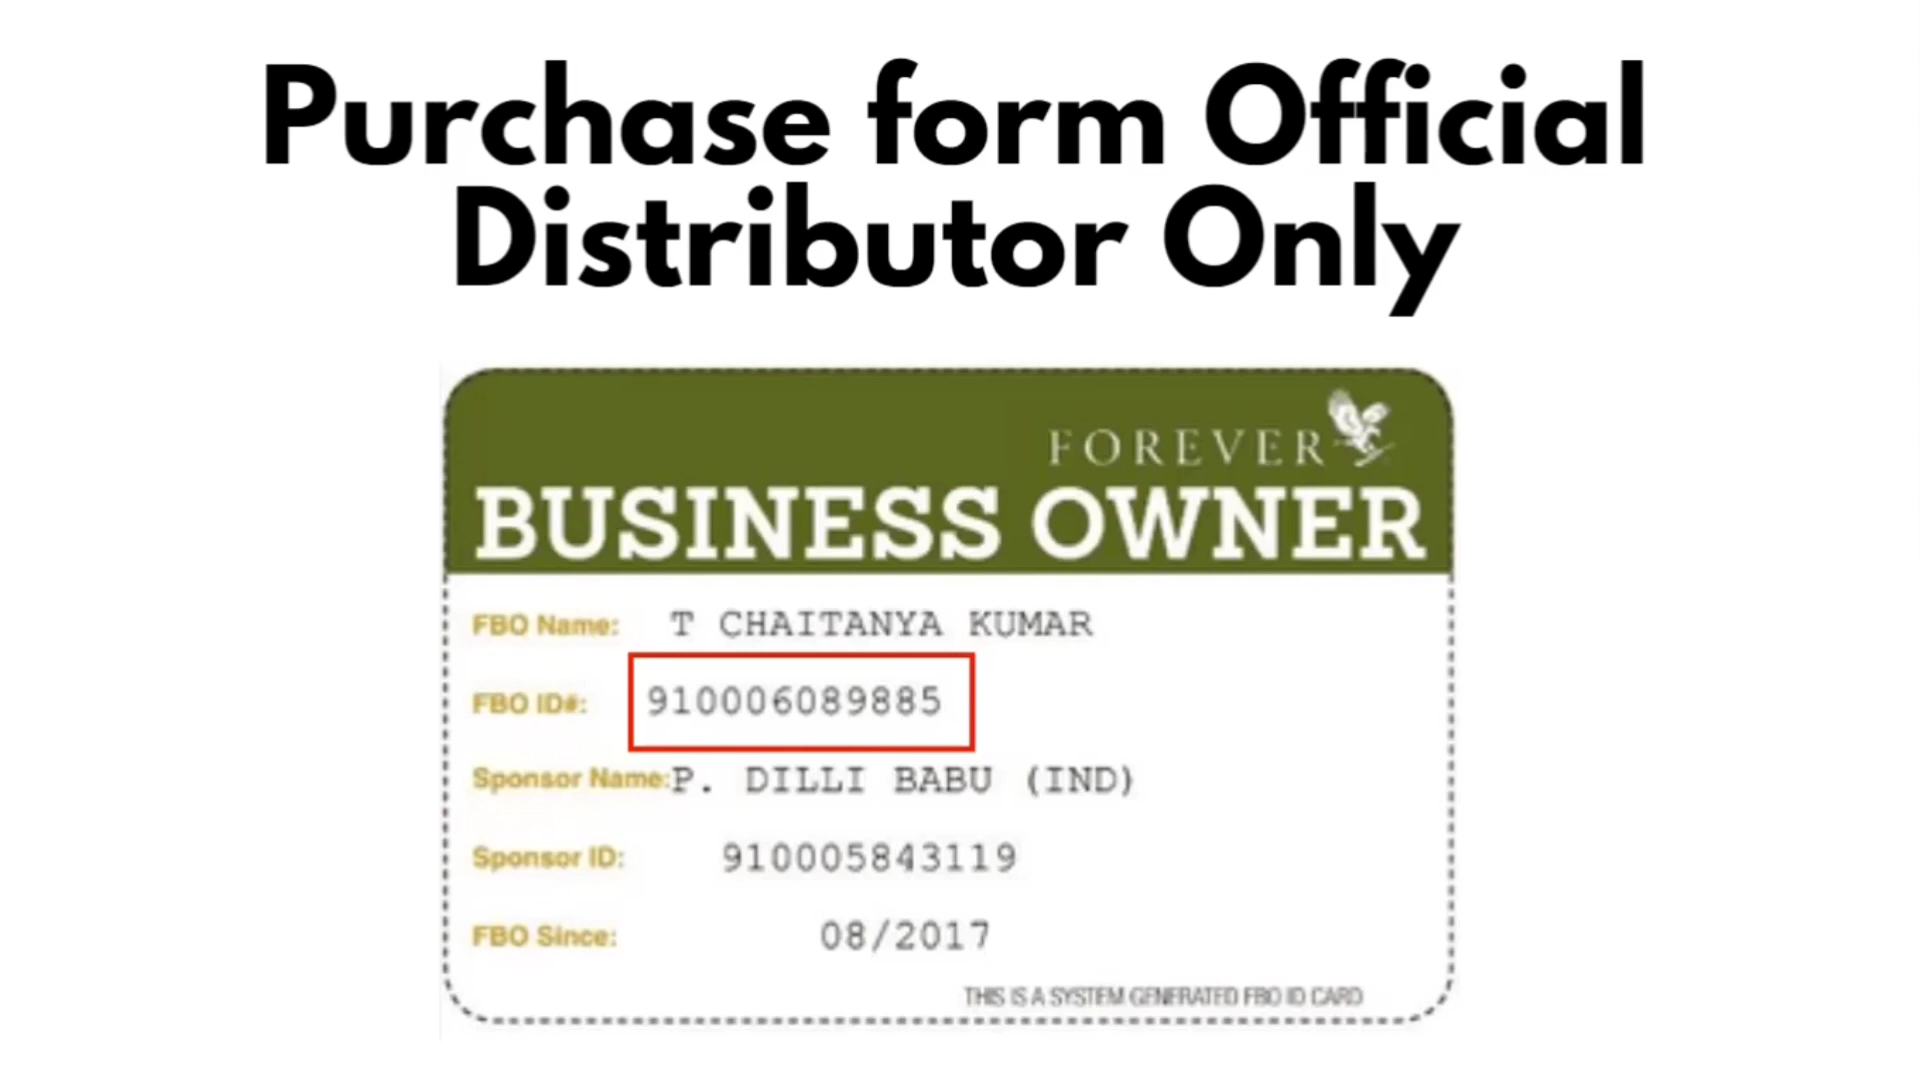 Purchase form Official
Distributor Only
FOREVER
BUSINESS OWNER
FBO Name: T CHAITANYA KUMAR
FBO ID#: 910006089885
Sponsor Name: P. DILLI BABU (IND)
Sponsor ID: 910005843119
FBO Since: 08/2017
THIS IS A SYSTEM GENERATED FBO ID CARD